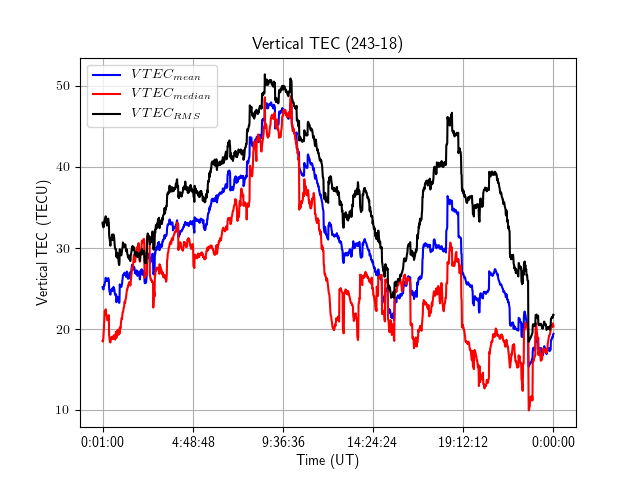 Vertical TEC (243-18)
VTEC_mean
VTEC_median
VTEC_RMS
50
40
30
20
10
Vertical TEC (TECU)
0:01:00 4:48:48 9:36:36 14:24:24 19:12:12 0:00:00
Time (UT)